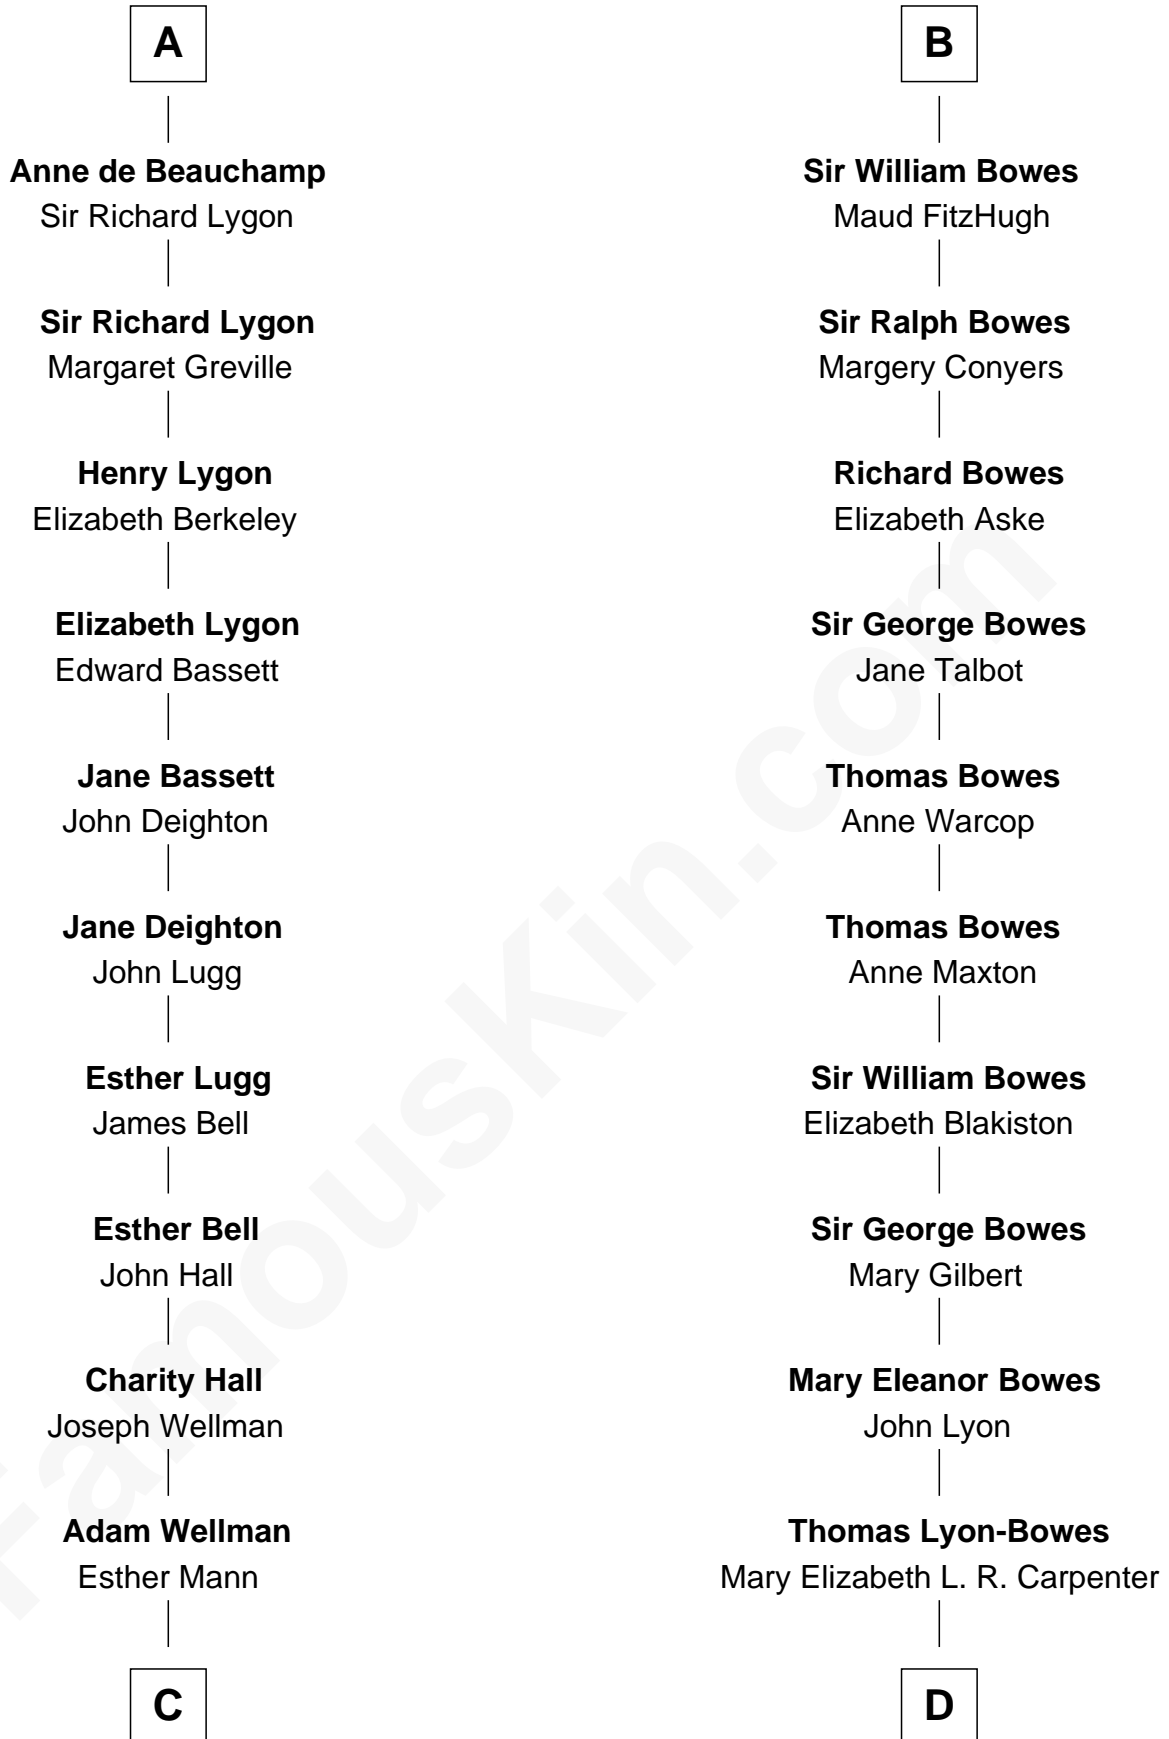 A
Anne de Beauchamp
Sir Richard Lygon
Sir Richard Lygon
Margaret Greville
Henry Lygon
Elizabeth Berkeley
Elizabeth Lygon
Edward Bassett
Jane Bassett
John Deighton
Jane Deighton
John Lugg
Esther Lugg
James Bell
Esther Bell
John Hall
Charity Hall
Joseph Wellman
Adam Wellman
Esther Mann
C
B
Sir William Bowes
Maud FitzHugh
Sir Ralph Bowes
Margery Conyers
Richard Bowes
Elizabeth Aske
Sir George Bowes
Jane Talbot
Thomas Bowes
Anne Warcop
Thomas Bowes
Anne Maxton
Sir William Bowes
Elizabeth Blakiston
Sir George Bowes
Mary Gilbert
Mary Eleanor Bowes
John Lyon
Thomas Lyon-Bowes
Mary Elizabeth L. R. Carpenter
D
FamousKin.com